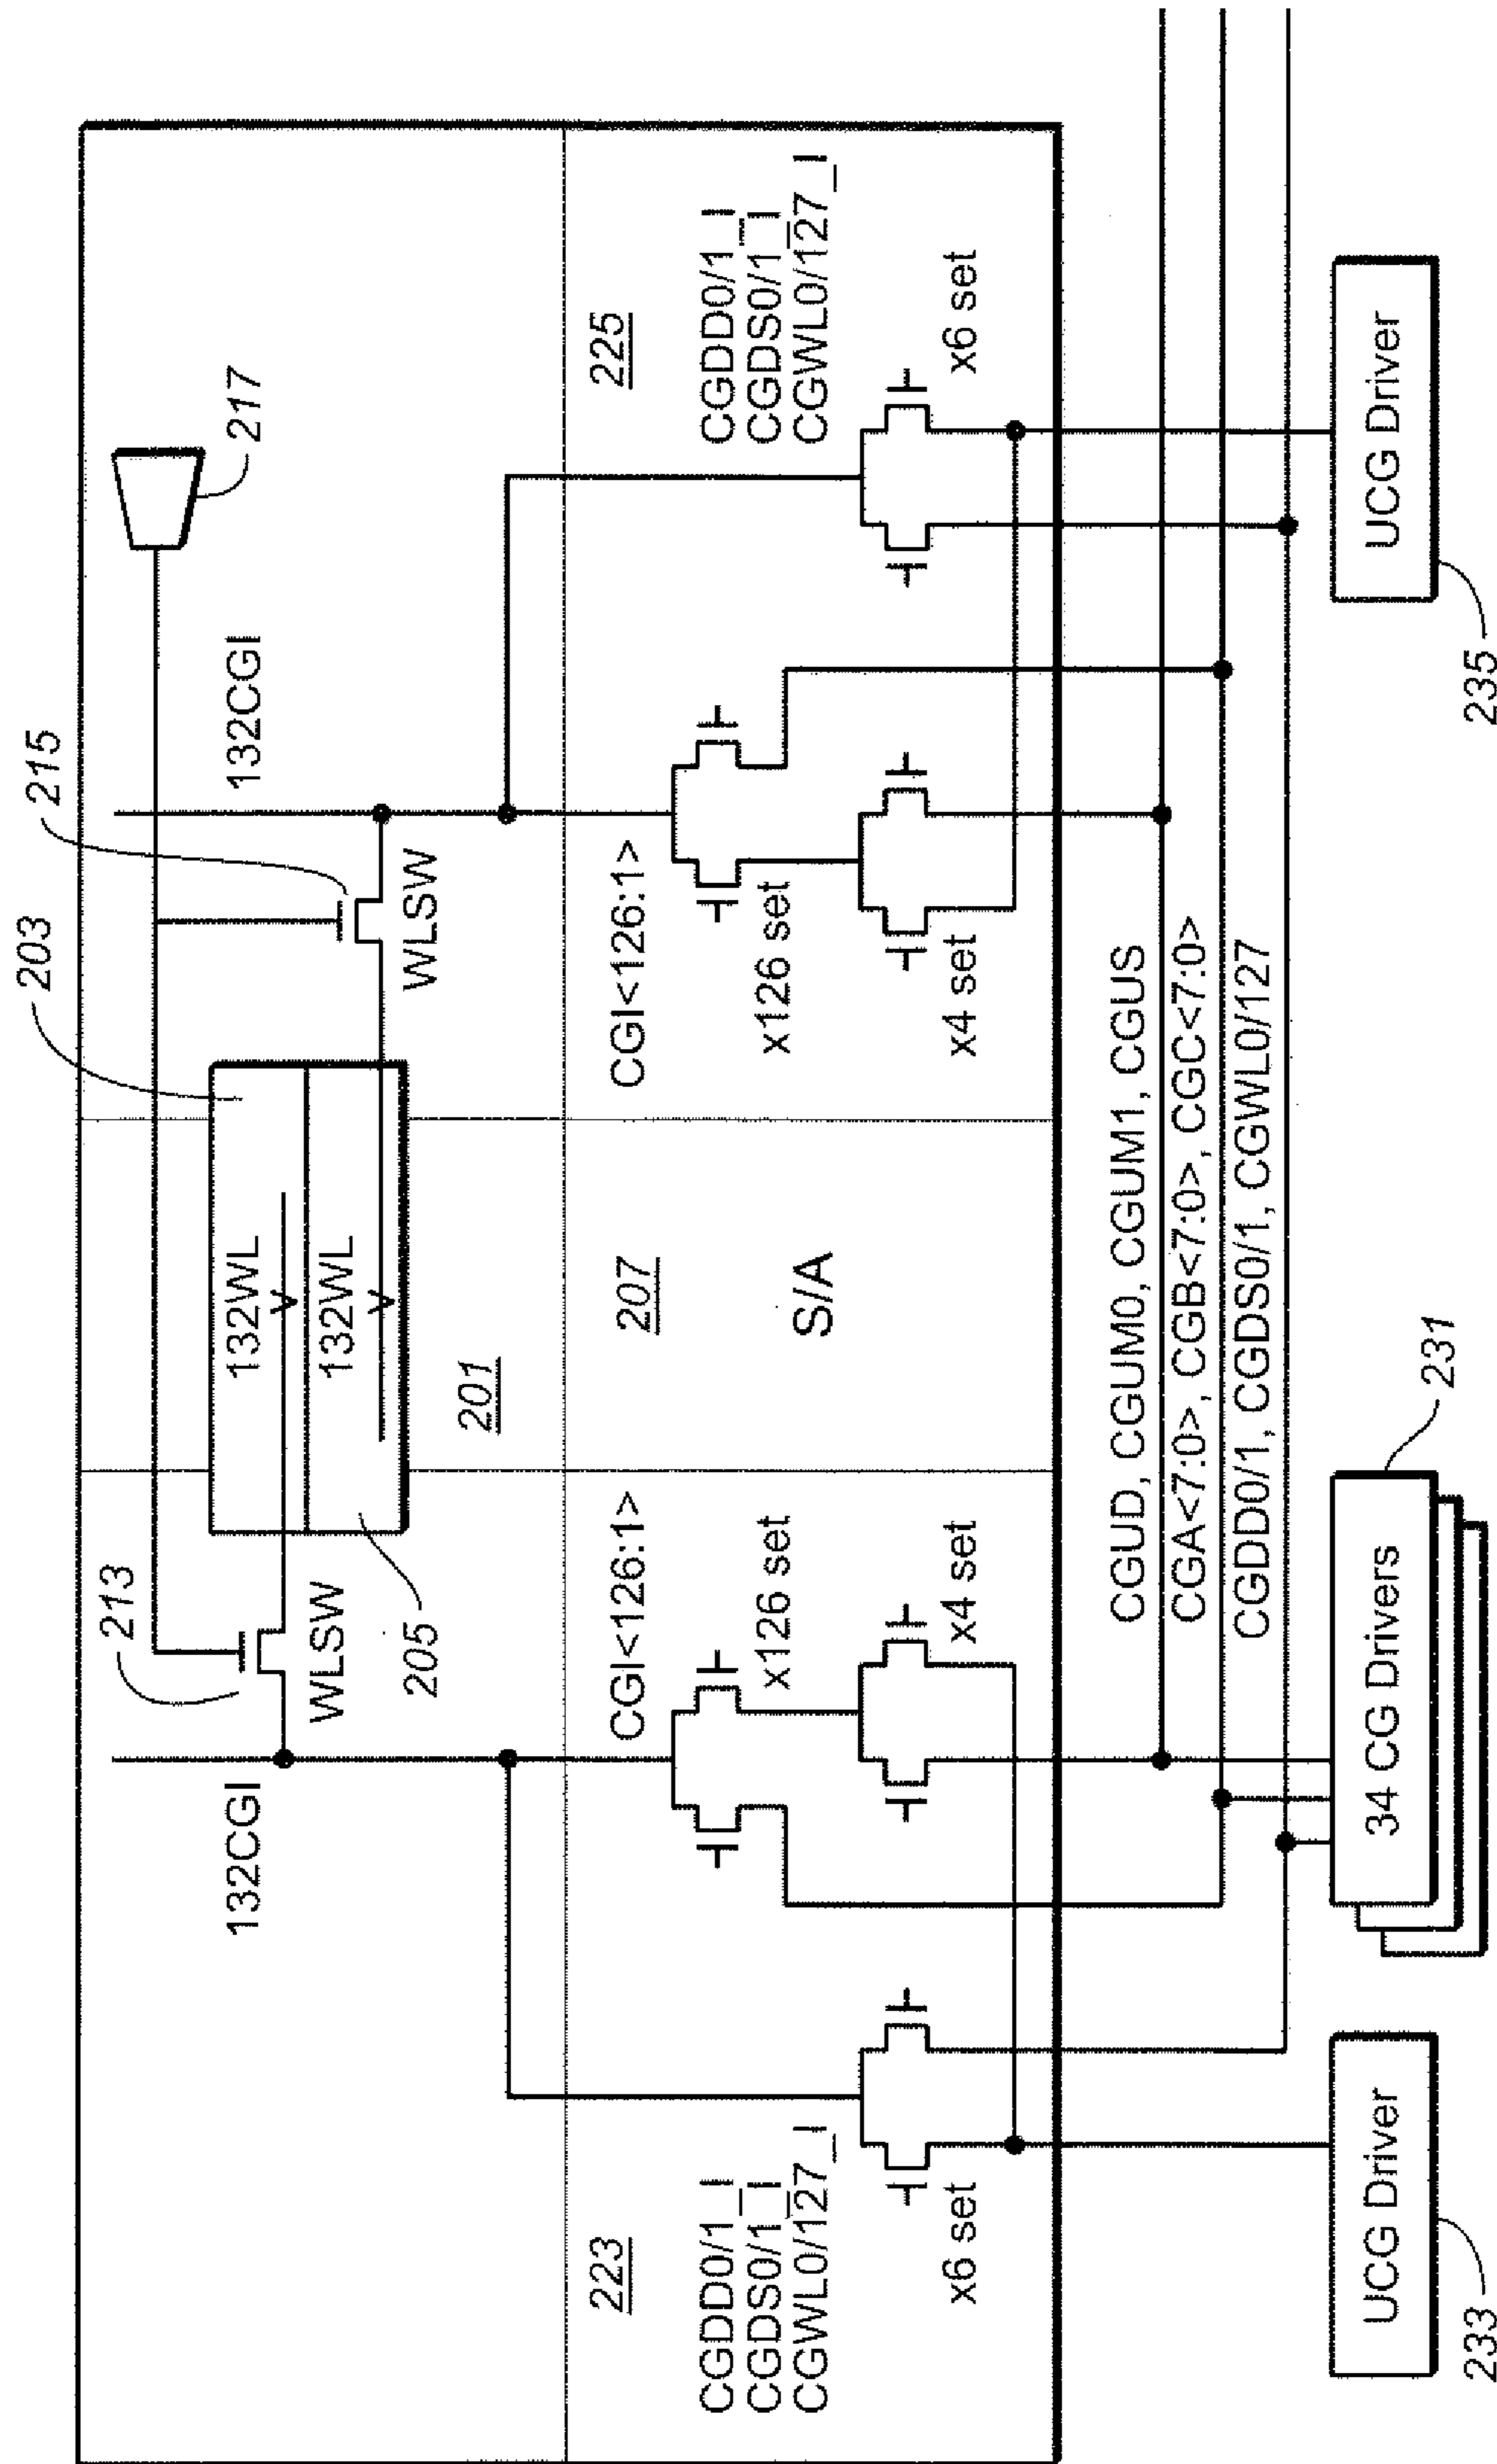 203
215
217
213
132CGI
132CGI
132WL
132WL
WLSW
WLSW
205
201
223
CGDD0/1_I
CGDS0/1_I
CGWL0/127_I
x6 set
CGI<126:1>
x126 set
x4 set
207
S/A
CGI<126:1>
x126 set
x4 set
225
CGDD0/1_I
CGDS0/1_I
CGWL0/127_I
x6 set
CGUD, CGUM0, CGUM1, CGUS
CGA<7:0>, CGB<7:0>, CGC<7:0>
CGDD0/1, CGDS0/1, CGWL0/127
UCG Driver
233
34 CG Drivers
231
UCG Driver
235